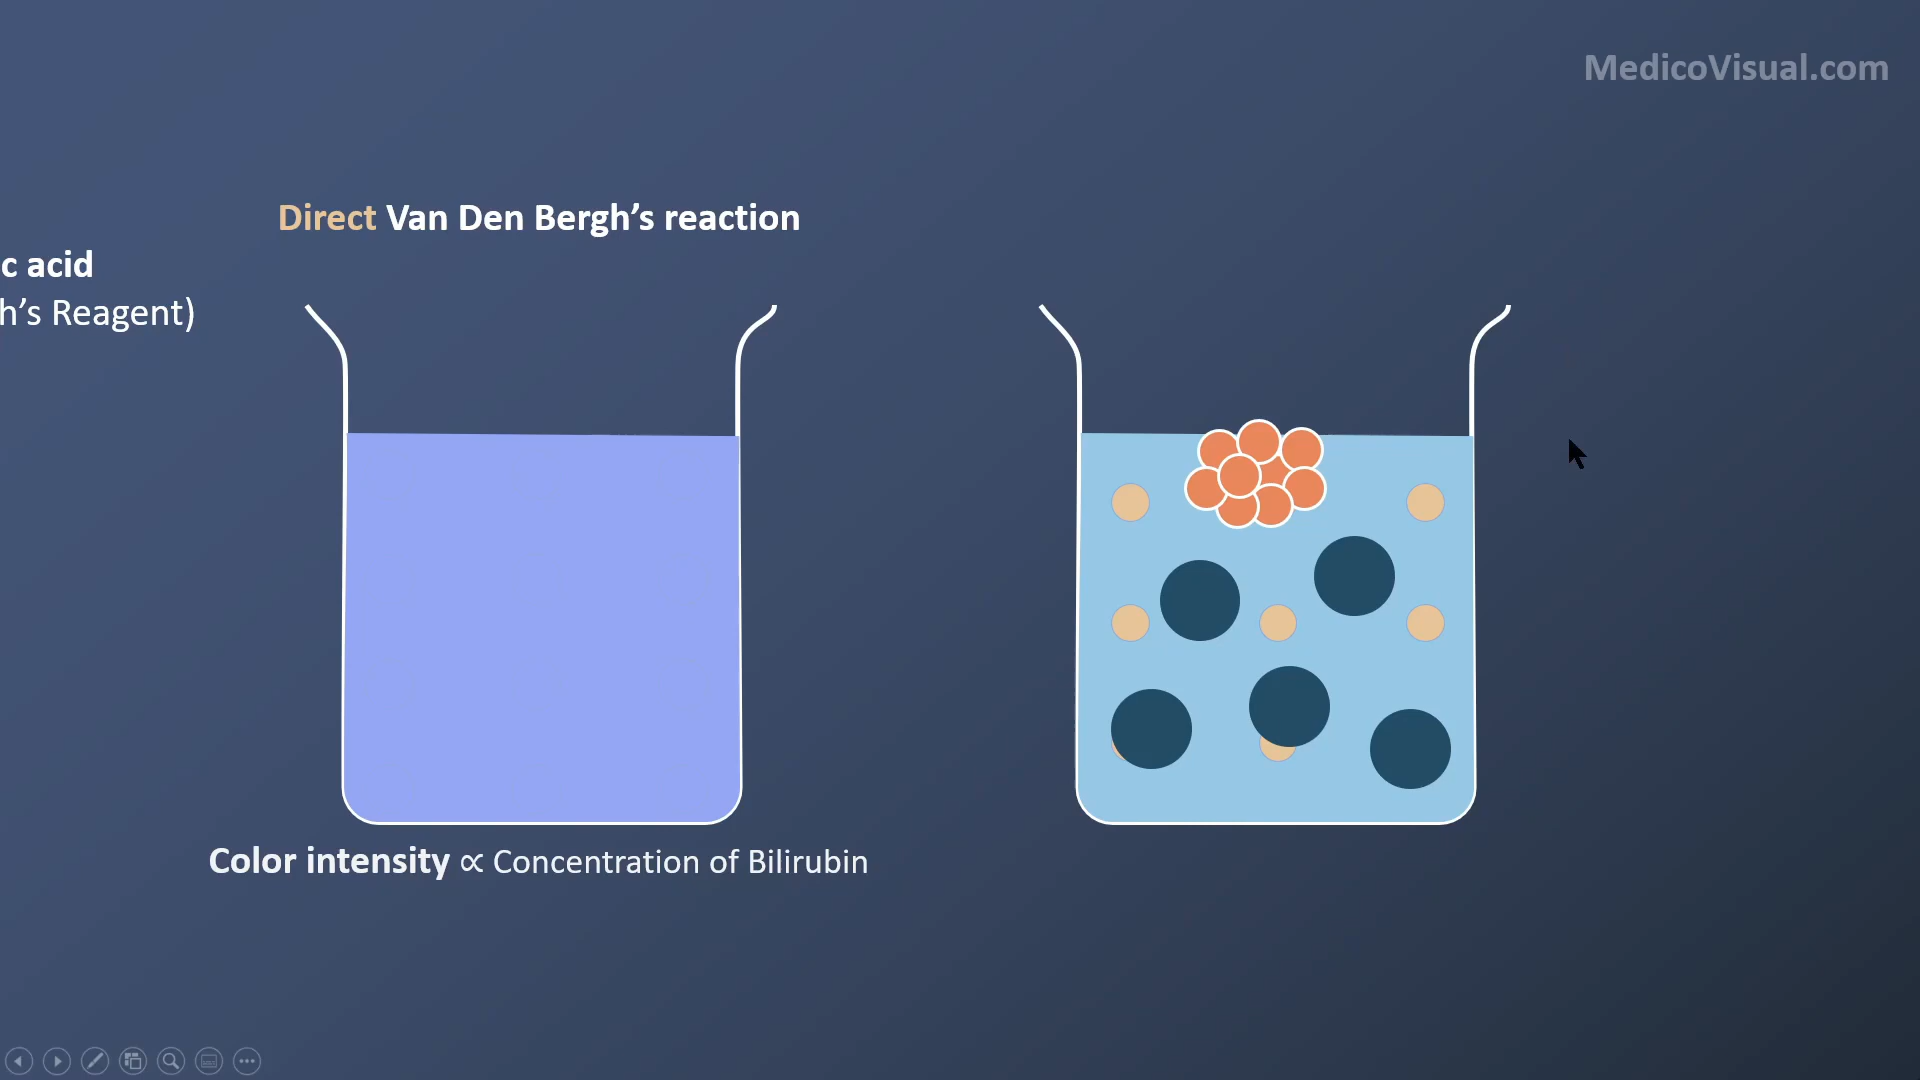 MedicoVisual.com
Direct Van Den Bergh’s reaction
c acid
h’s Reagent)
Color intensity ∝ Concentration of Bilirubin